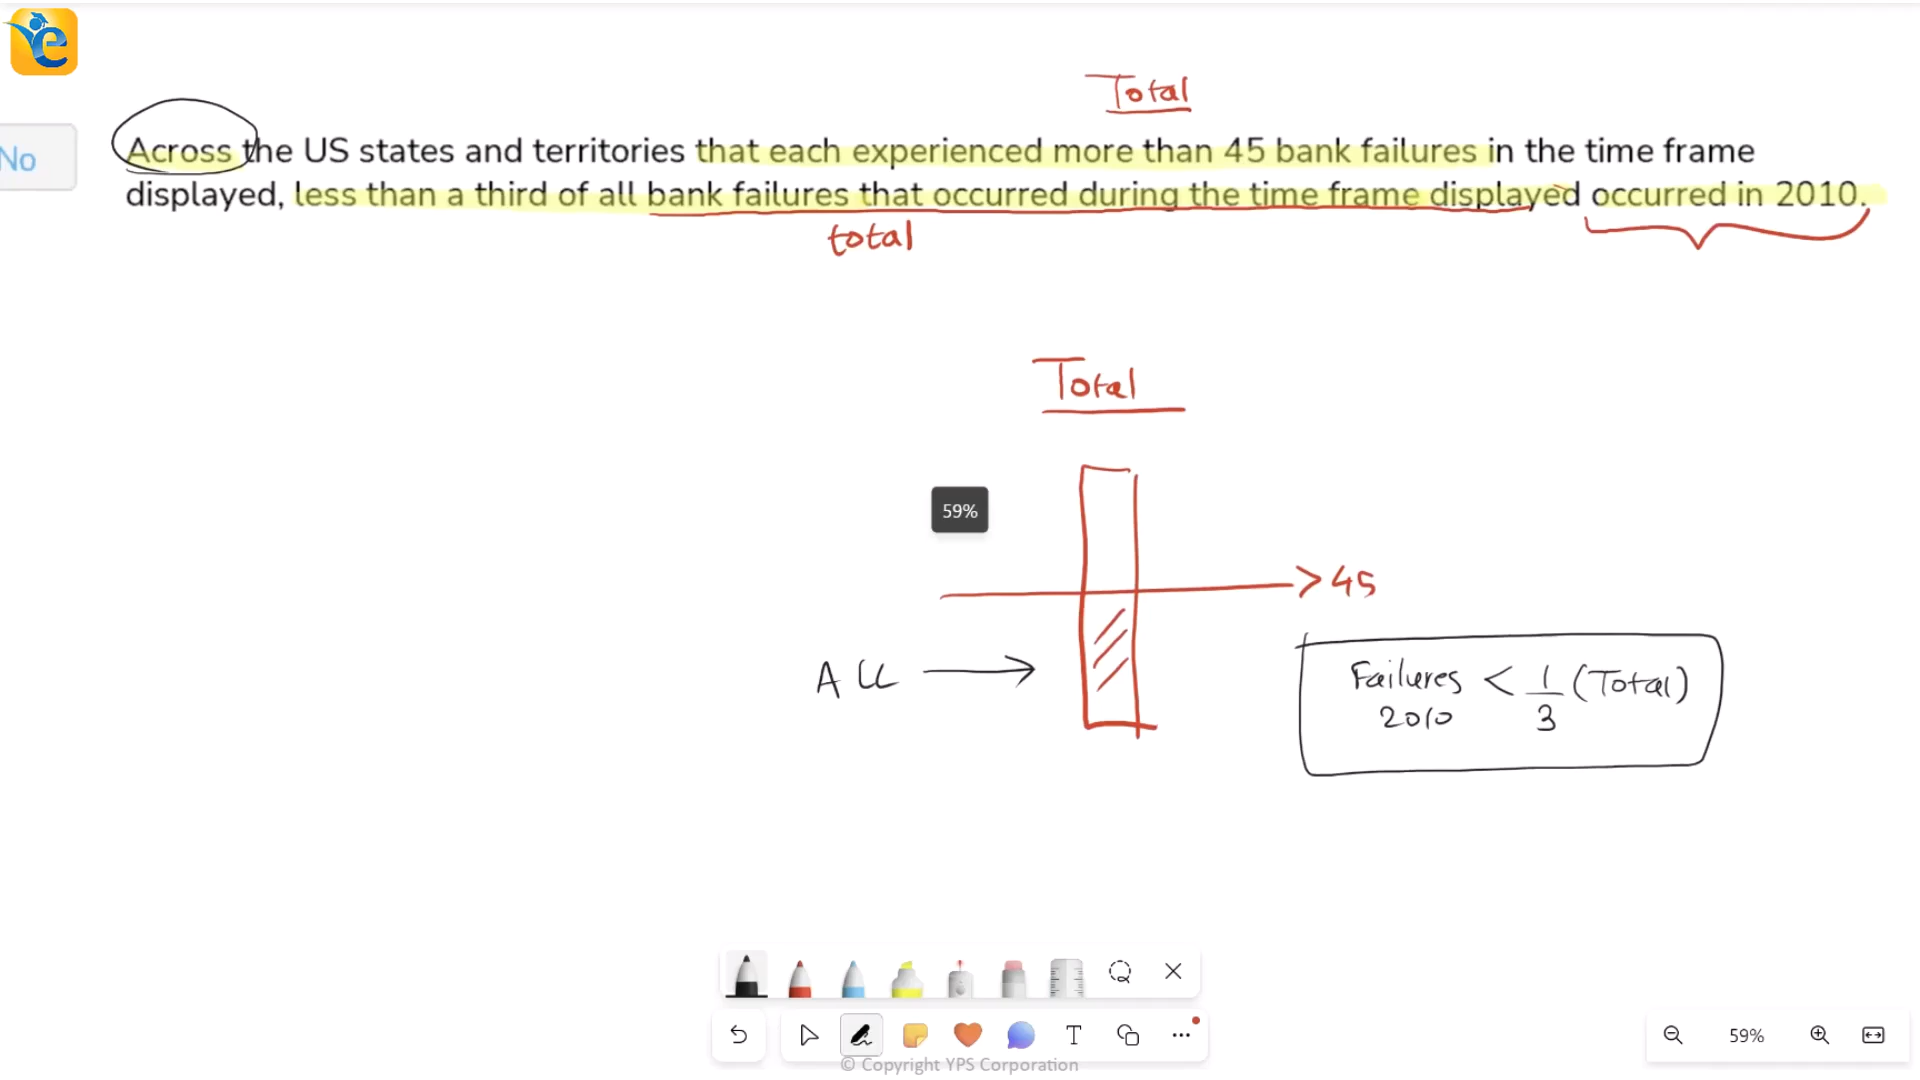 Total
No
Across the US states and territories that each experienced more than 45 bank failures in the time frame
displayed, less than a third of all bank failures that occurred during the time frame displayed occurred in 2010.
total
Total
59%
>45
ALL
Failures < 1/3 (Total)
2010
T
59%
© Copyright YPS Corporation